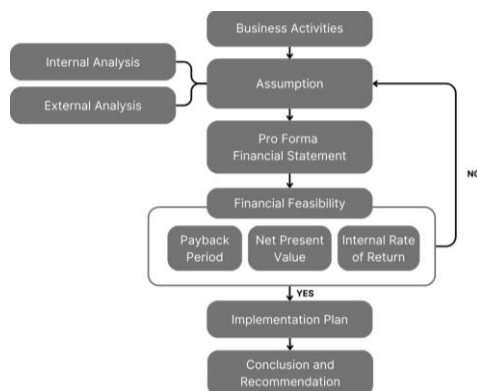 Business Activities
Internal Analysis
External Analysis
Assumption
Pro Forma
Financial Statement
NO
Financial Feasibility
Payback
Period
Net Present
Value
Internal Rate
of Return
YES
Implementation Plan
Conclusion and
Recommendation